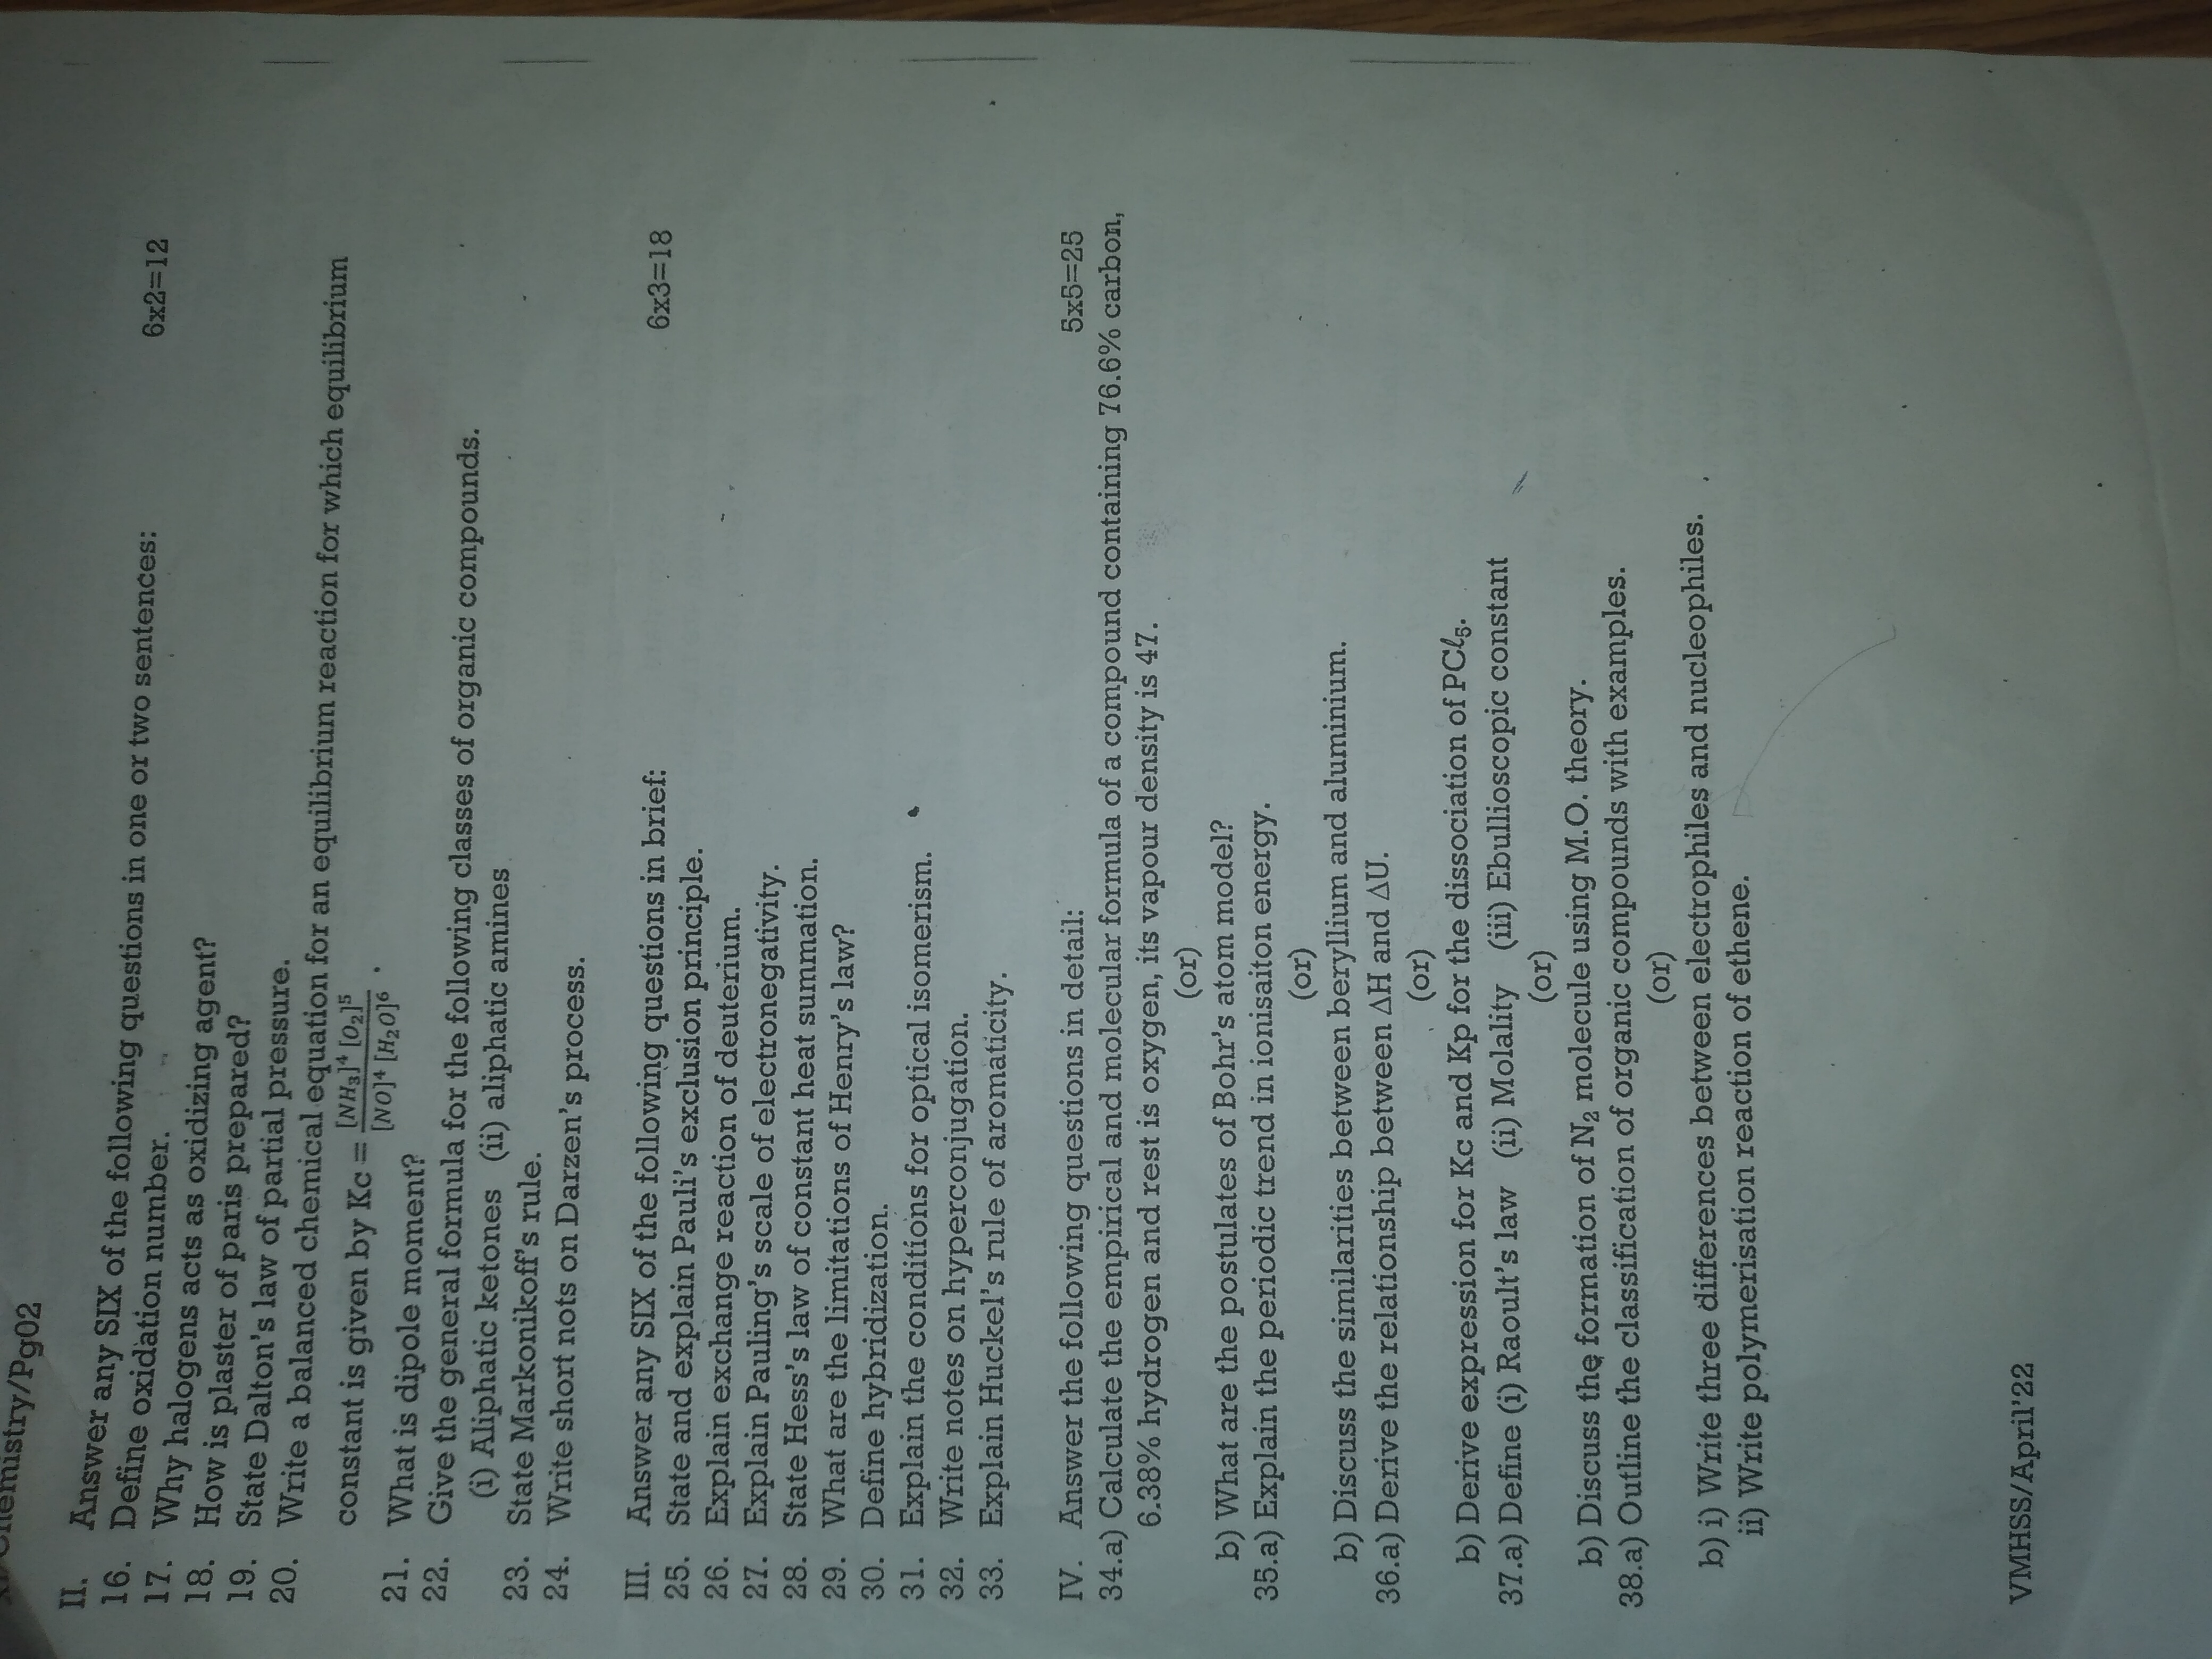 Chemistry/Pg02
II. Answer any SIX of the following questions in one or two sentences: 6x2=12
16. Define oxidation number.
17. Why halogens acts as oxidizing agent?
18. How is plaster of paris prepared?
19. State Dalton's law of partial pressure.
20. Write a balanced chemical equation for an equilibrium reaction for which equilibrium
constant is given by Kc = [NH₃]⁴ [O₂]⁵ / [NO]⁴ [H₂O]⁶ .
21. What is dipole moment?
22. Give the general formula for the following classes of organic compounds.
(i) Aliphatic ketones (ii) aliphatic amines
23. State Markonikoff's rule.
24. Write short nots on Darzen's process.
III. Answer any SIX of the following questions in brief: 6x3=18
25. State and explain Pauli's exclusion principle.
26. Explain exchange reaction of deuterium.
27. Explain Pauling's scale of electronegativity.
28. State Hess's law of constant heat summation.
29. What are the limitations of Henry's law?
30. Define hybridization.
31. Explain the conditions for optical isomerism.
32. Write notes on hyperconjugation.
33. Explain Huckel's rule of aromaticity.
IV. Answer the following questions in detail: 5x5=25
34.a) Calculate the empirical and molecular formula of a compound containing 76.6% carbon,
6.38% hydrogen and rest is oxygen, its vapour density is 47.
(or)
b) What are the postulates of Bohr's atom model?
35.a) Explain the periodic trend in ionisaiton energy.
(or)
b) Discuss the similarities between beryllium and aluminium.
36.a) Derive the relationship between ΔH and ΔU.
(or)
b) Derive expression for Kc and Kp for the dissociation of PCℓ₅.
37.a) Define (i) Raoult's law (ii) Molality (iii) Ebullioscopic constant
(or)
b) Discuss the formation of N₂ molecule using M.O. theory.
38.a) Outline the classification of organic compounds with examples.
(or)
b) i) Write three differences between electrophiles and nucleophiles.
ii) Write polymerisation reaction of ethene.
VMHSS/April'22